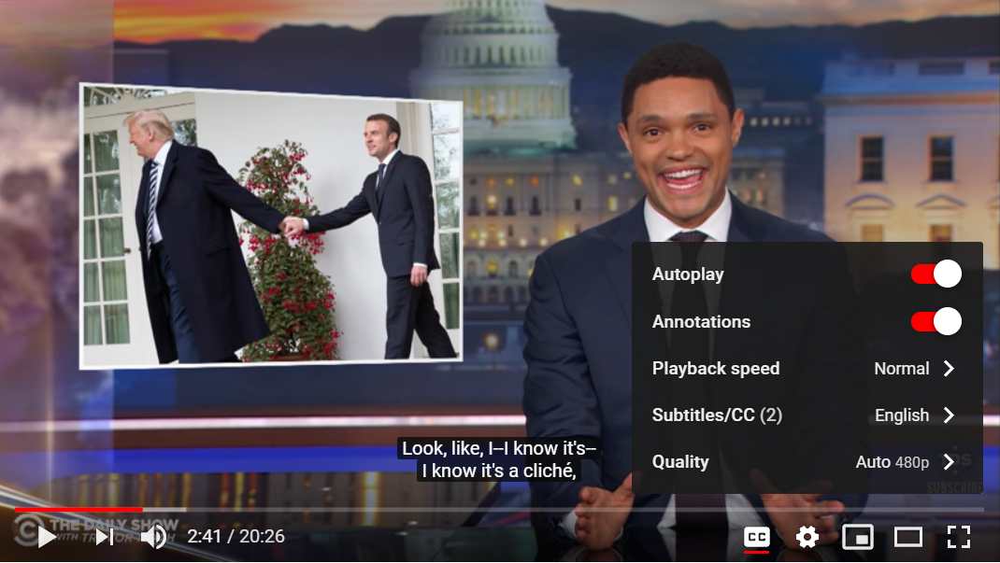 Autoplay
Annotations
Playback speed Normal
Subtitles/CC (2) English
Quality Auto 480p
SUBSCRIBE
Look, like, I--I know it's--
I know it's a cliché,
THE DAILY SHOW
WITH TREVOR NOAH
2:41 / 20:26
CC